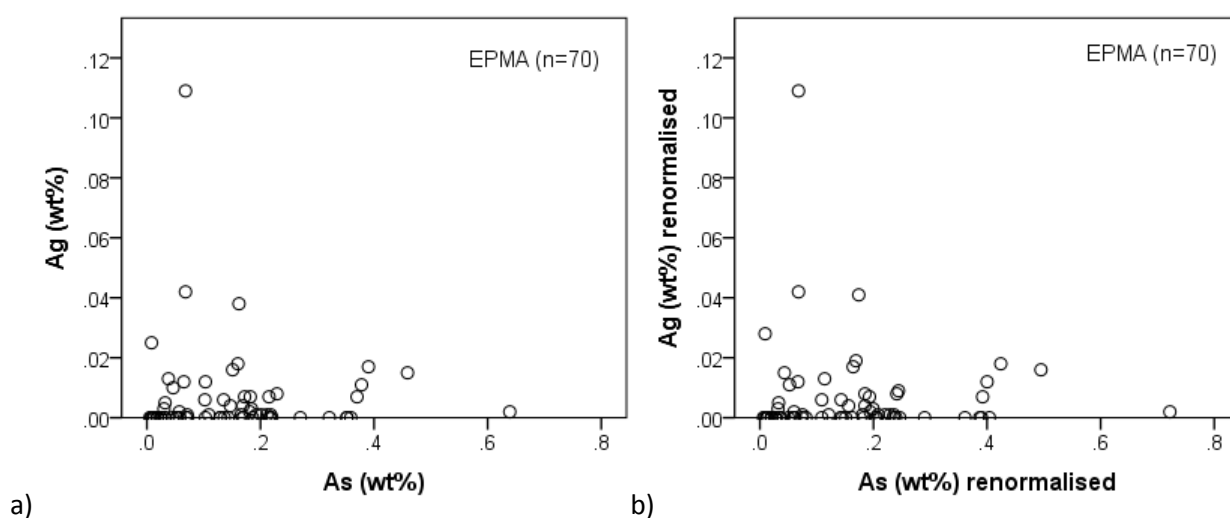 EPMA (n=70)
.12
.10
.08
.06
.04
.02
.00
Ag (wt%)
.0 .2 .4 .6 .8
As (wt%)
a)
EPMA (n=70)
.12
.10
.08
.06
.04
.02
.00
Ag (wt%) renormalised
.0 .2 .4 .6 .8
As (wt%) renormalised
b)